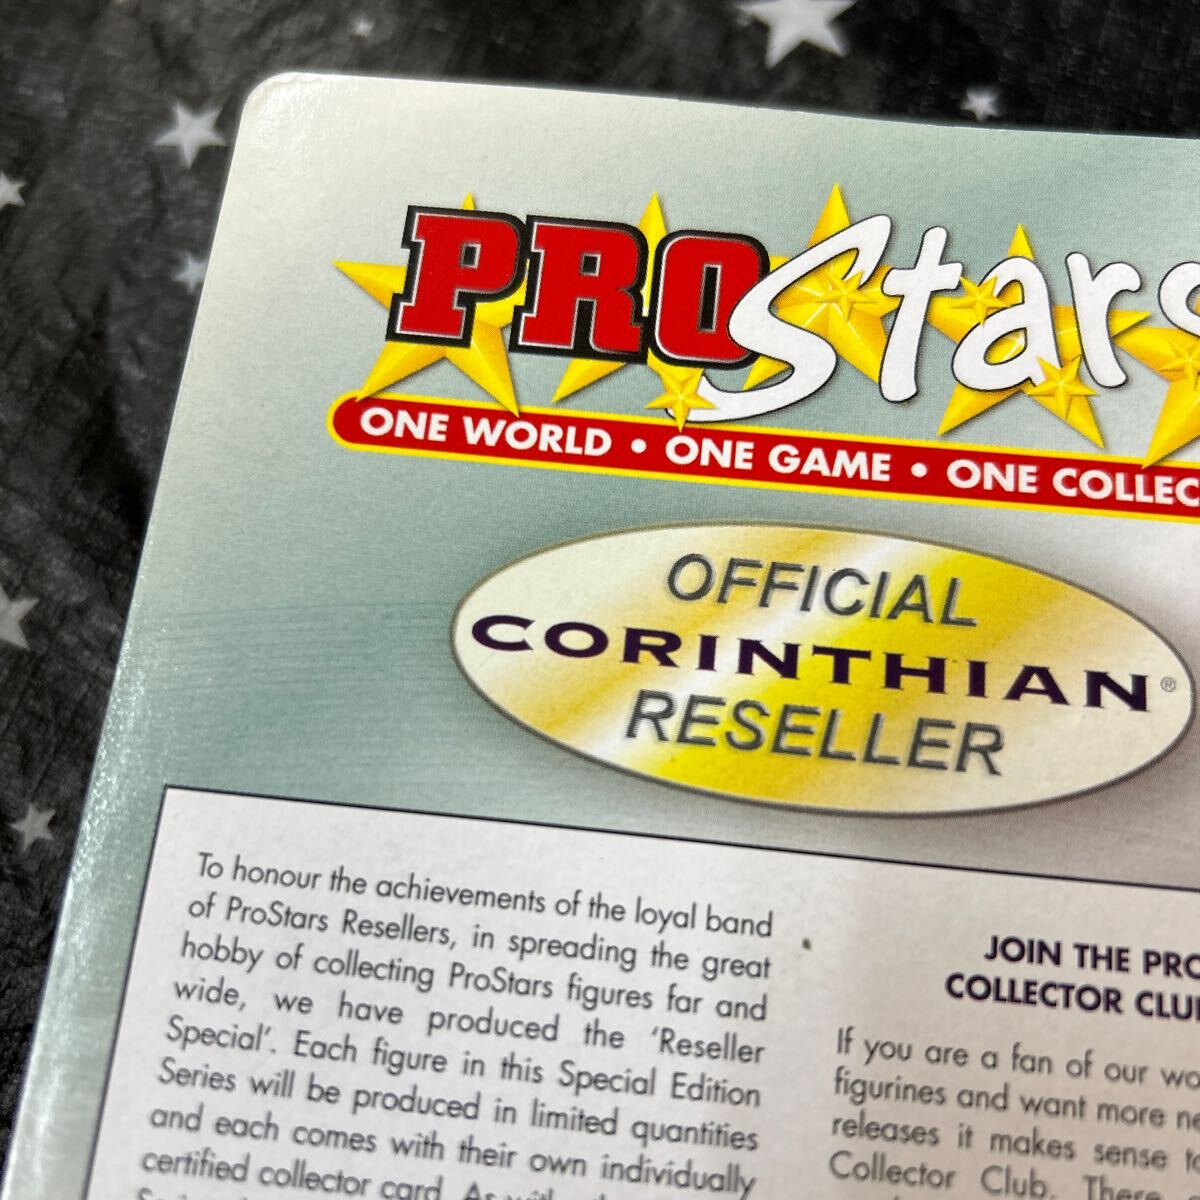 PROStars
ONE WORLD • ONE GAME • ONE COLLEC
OFFICIAL
CORINTHIAN®
RESELLER
To honour the achievements of the loyal band
of ProStars Resellers, in spreading the great
hobby of collecting ProStars figures far and
wide, we have produced the 'Reseller
Special'. Each figure in this Special Edition
Series will be produced in limited quantities
and each comes with their own individually
certified collector card. As
JOIN THE PRO
COLLECTOR CLU
If you are a fan of our wo
figurines and want more ne
releases it makes sense to
Collector Club. There